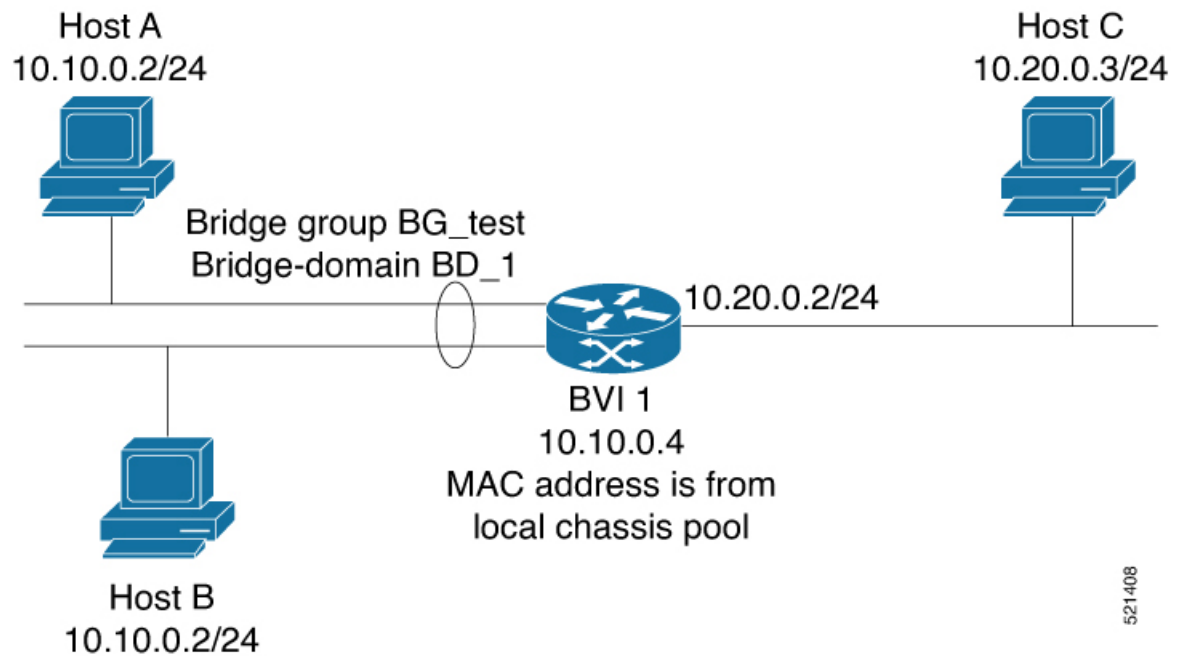 Host A
10.10.0.2/24
Host C
10.20.0.3/24
Bridge group BG_test
Bridge-domain BD_1
10.20.0.2/24
BVI 1
10.10.0.4
MAC address is from
local chassis pool
Host B
10.10.0.2/24
521408